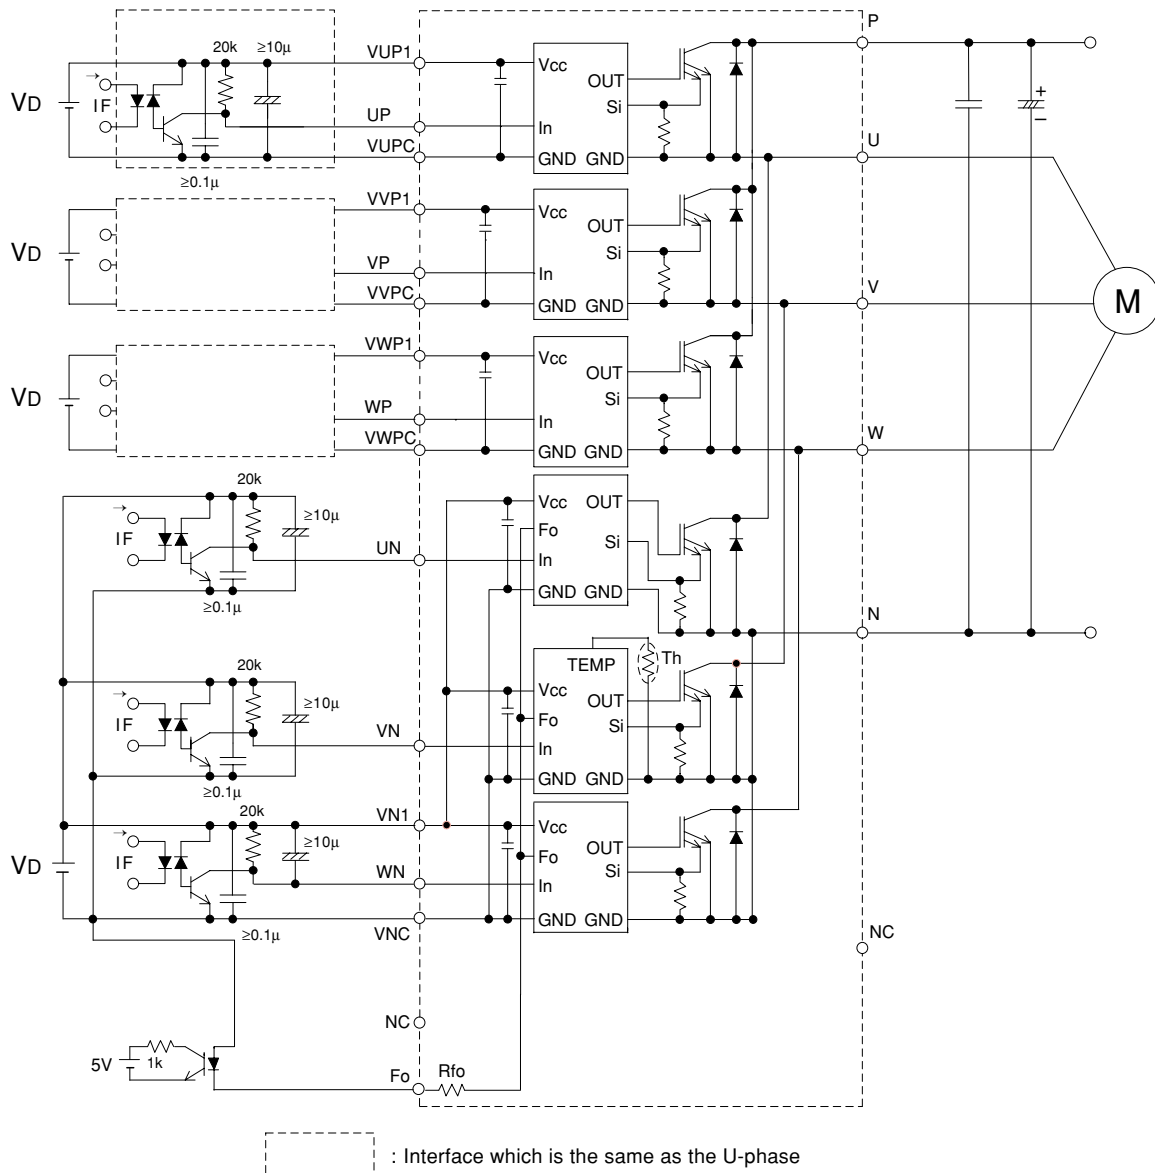 P
20k
≥10μ
VUP1
Vcc
OUT
Si
VD
IF
+
−
UP
In
VUPC
GND GND
U
≥0.1μ
VVP1
Vcc
OUT
Si
VD
VP
In
VVPC
GND GND
V
M
VWP1
Vcc
OUT
Si
VD
WP
In
VWPC
GND GND
W
20k
≥10μ
Vcc OUT
Fo
IF
Si
UN
In
GND GND
≥0.1μ
N
20k
TEMP
Th
≥10μ
Vcc
OUT
IF
Fo
Si
VN
In
GND GND
≥0.1μ
20k
VN1
Vcc
≥10μ
OUT
VD
IF
Fo
Si
WN
In
GND GND
VNC
≥0.1μ
NC
NC
5V
1k
Fo
Rfo
: Interface which is the same as the U-phase